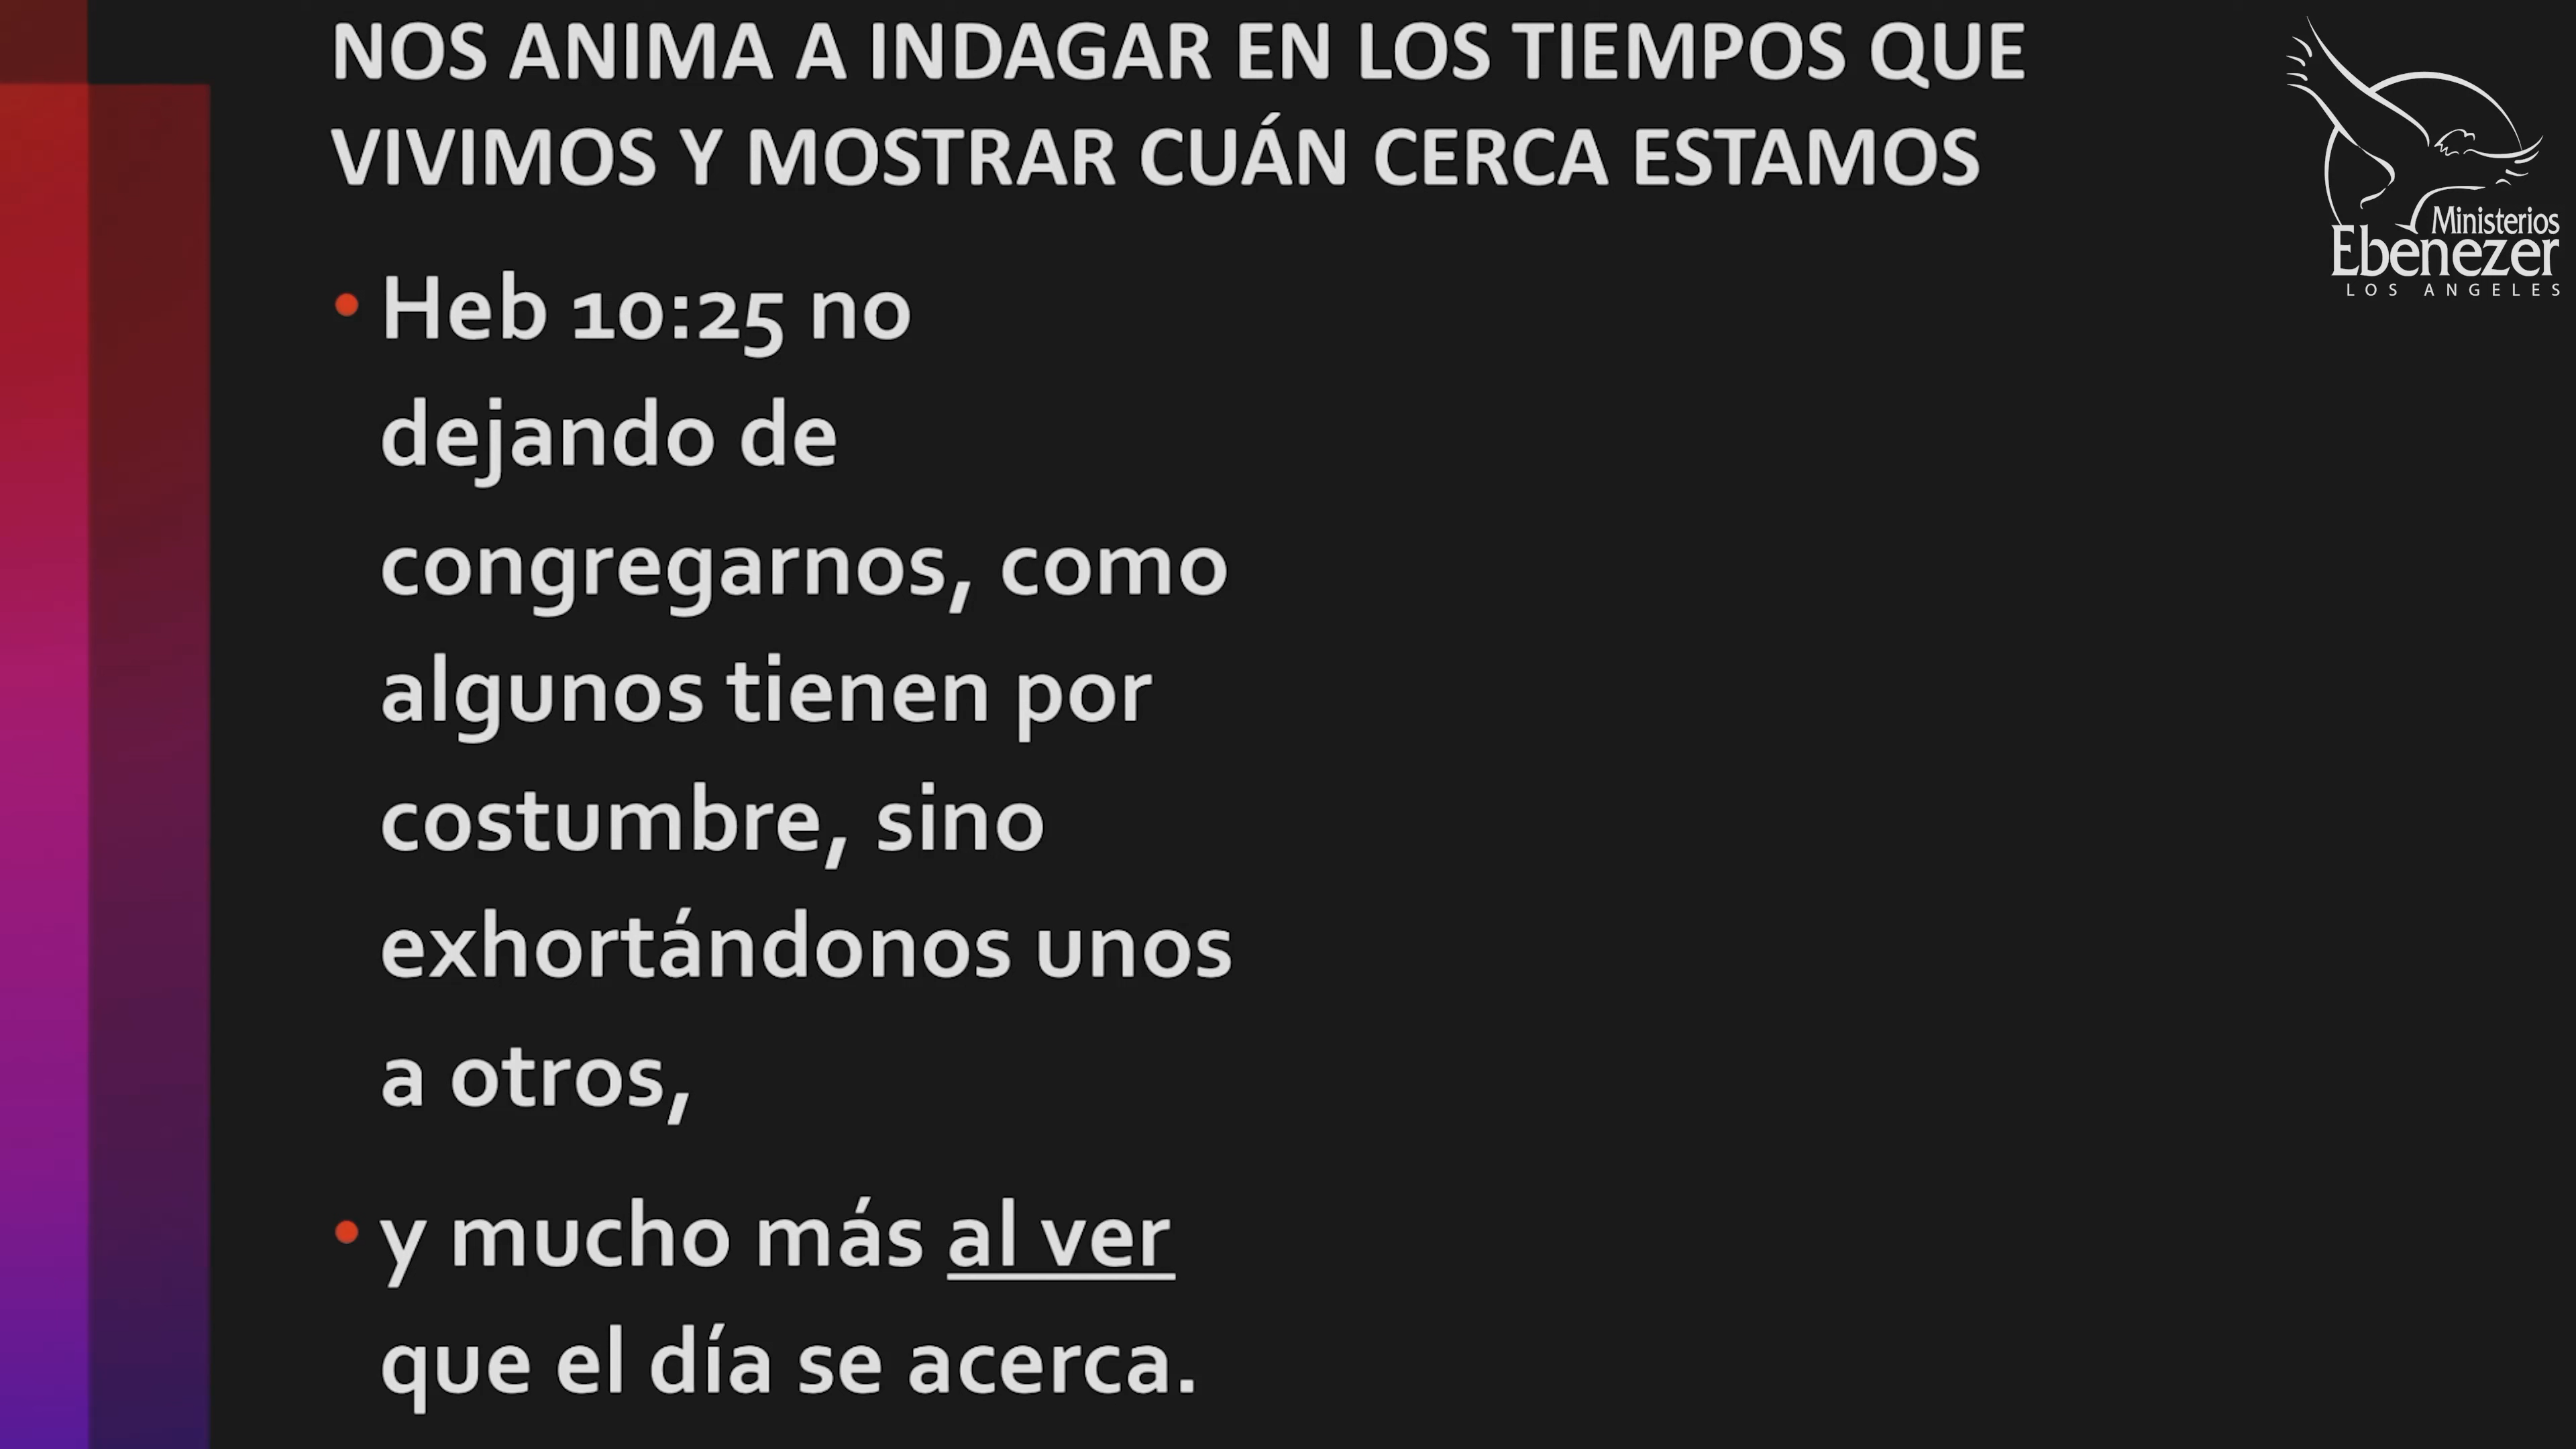 NOS ANIMA A INDAGAR EN LOS TIEMPOS QUE
VIVIMOS Y MOSTRAR CUÁN CERCA ESTAMOS
Ministerios
Ebenezer
LOS ANGELES
• Heb 10:25 no
dejando de
congregarnos, como
algunos tienen por
costumbre, sino
exhortándonos unos
a otros,
• y mucho más al ver
que el día se acerca.